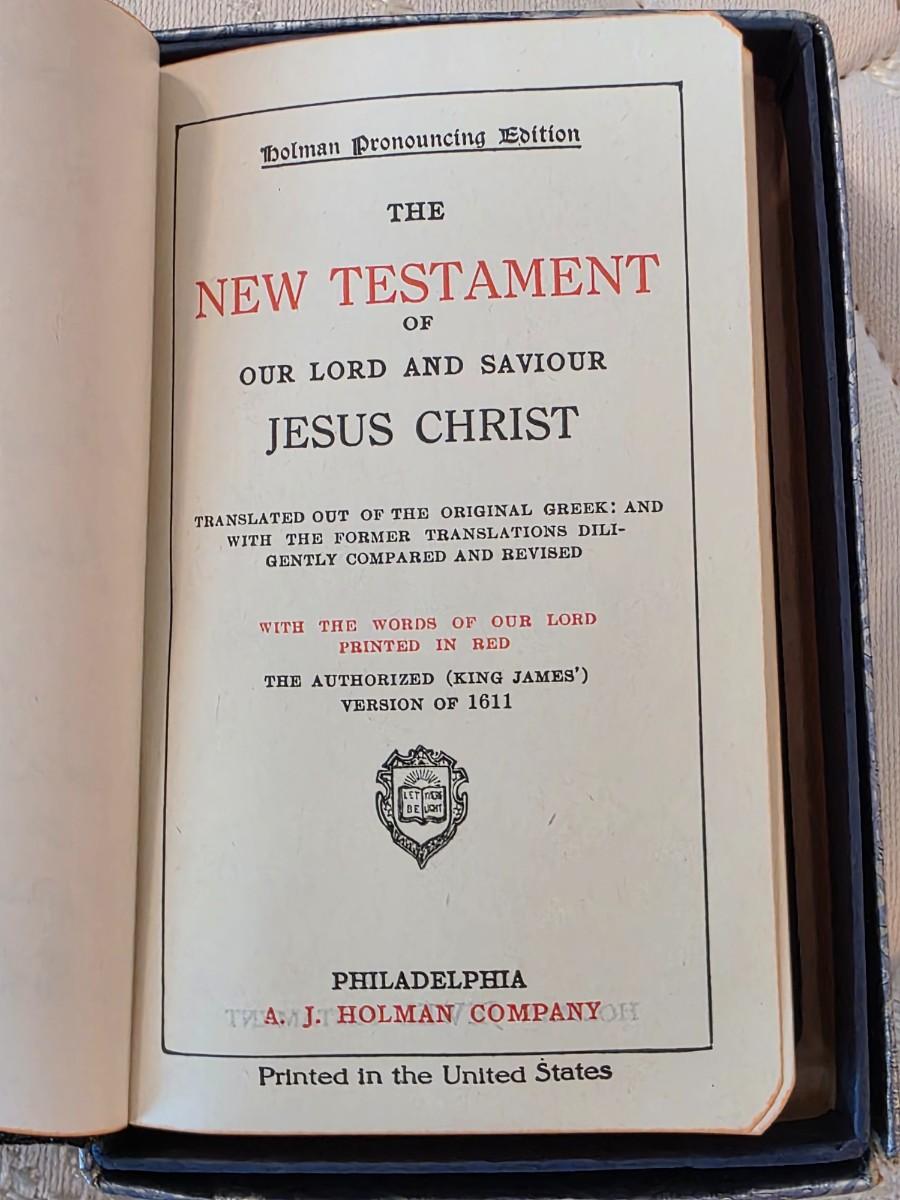 Holman Pronouncing Edition
THE
NEW TESTAMENT
OF
OUR LORD AND SAVIOUR
JESUS CHRIST
TRANSLATED OUT OF THE ORIGINAL GREEK: AND
WITH THE FORMER TRANSLATIONS DILI-
GENTLY COMPARED AND REVISED
WITH THE WORDS OF OUR LORD
PRINTED IN RED
THE AUTHORIZED (KING JAMES')
VERSION OF 1611
LET THERE
BE LIGHT
PHILADELPHIA
A. J. HOLMAN COMPANY
Printed in the United States